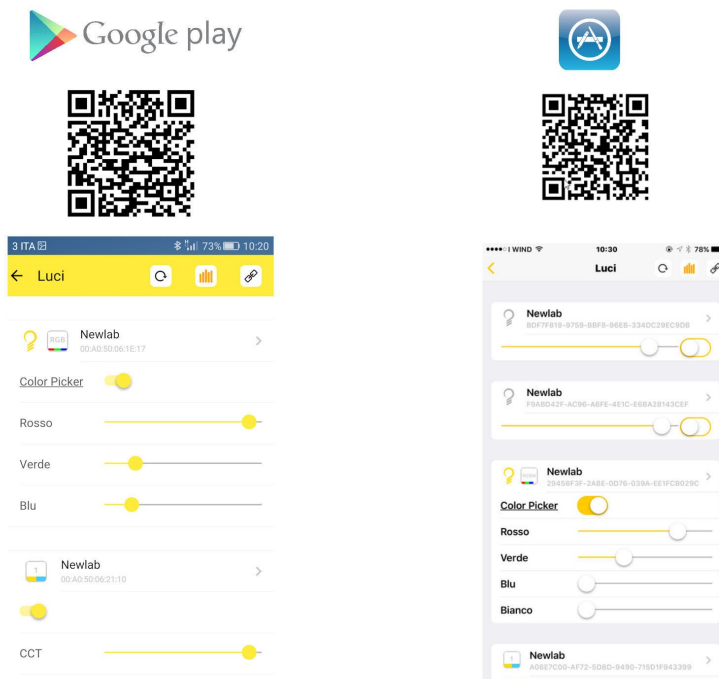 Google play
3 ITA
73%
10:20
Luci
RGB
Newlab
00:A0:50:06:1E:17
Color Picker
Rosso
Verde
Blu
1
Newlab
00:A0:50:06:21:10
CCT
I WIND
10:30
78%
Luci
Newlab
Newlab
Newlab
Color Picker
Rosso
Verde
Blu
Bianco
1
Newlab